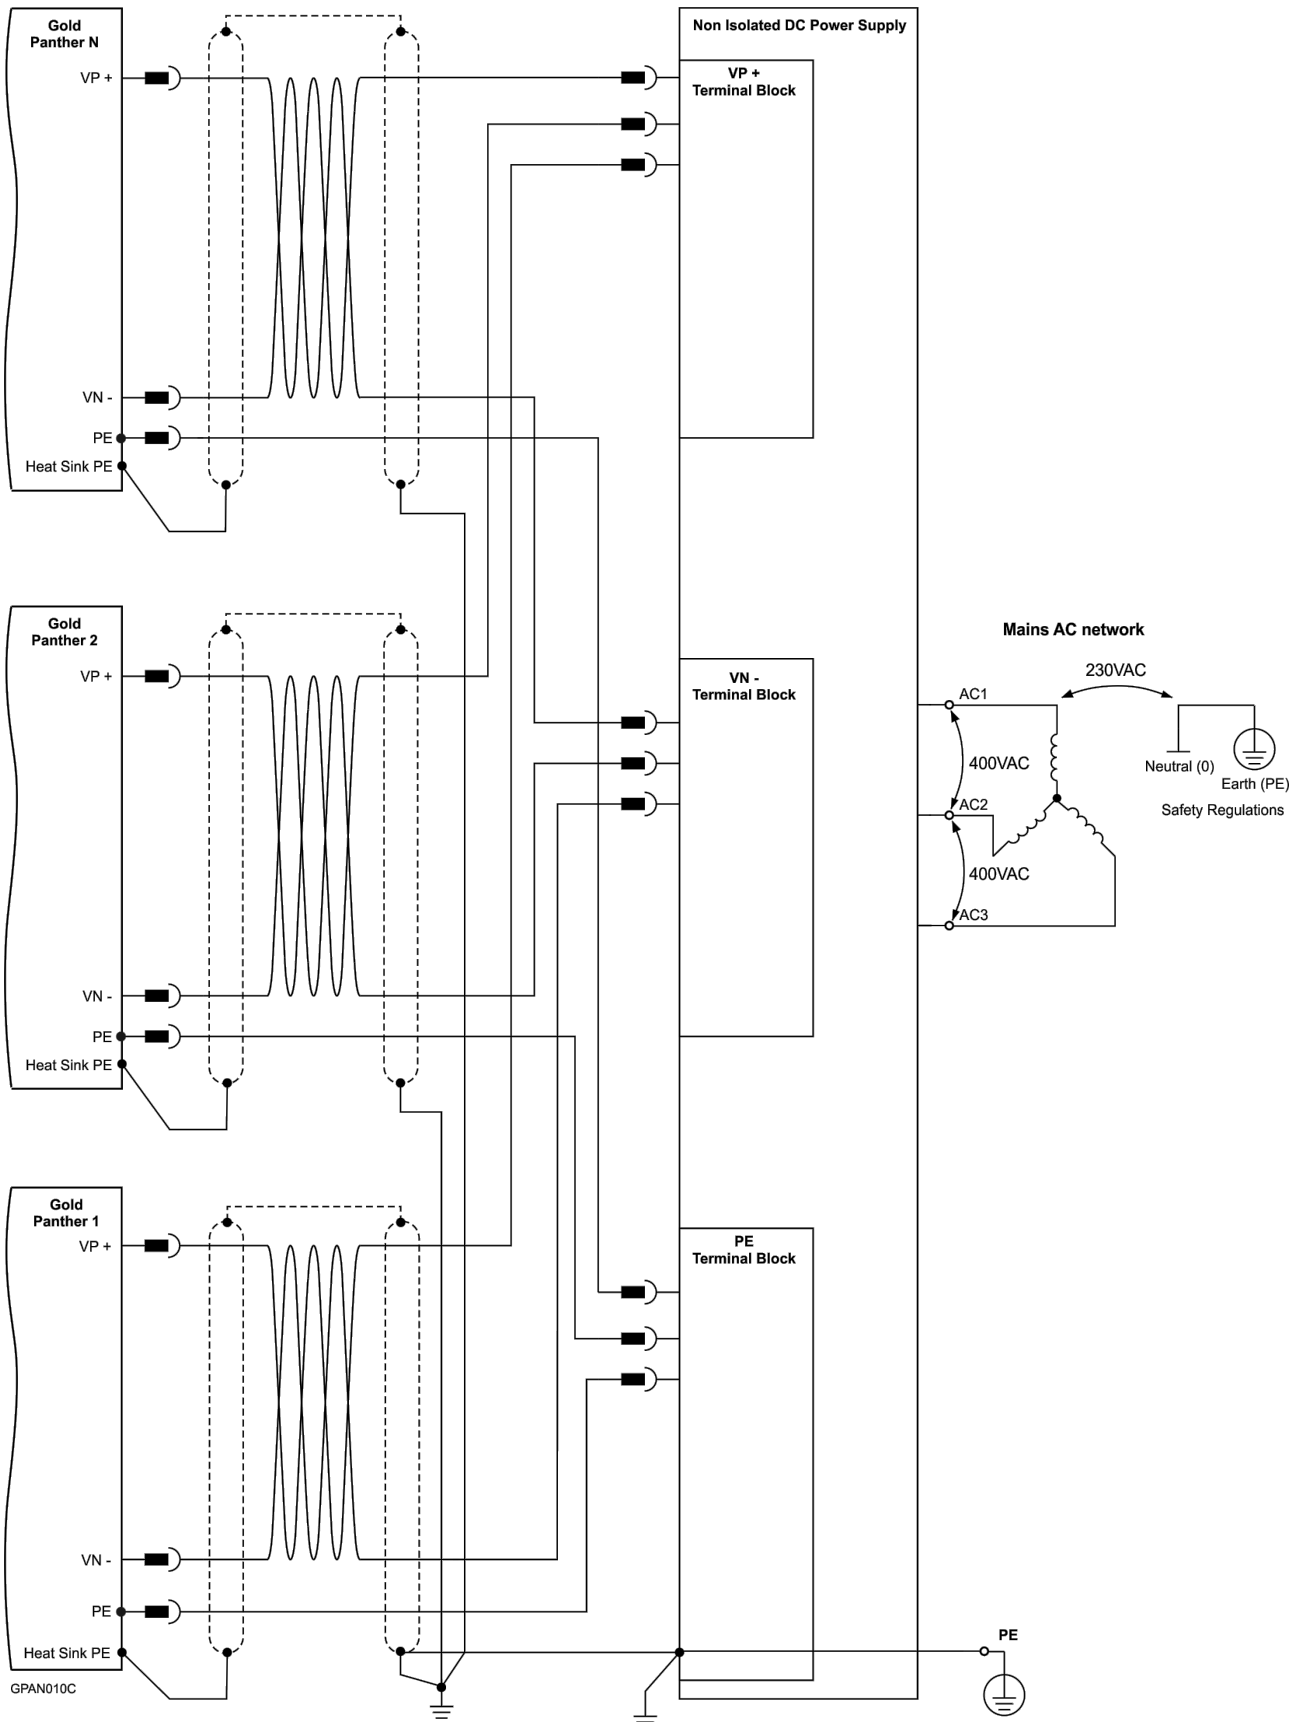 Gold
Panther N
VP +
VN -
PE
Heat Sink PE
Non Isolated DC Power Supply
VP +
Terminal Block
Gold
Panther 2
VP +
VN -
PE
Heat Sink PE
VN -
Terminal Block
Mains AC network
230VAC
AC1
400VAC
Neutral (0)
Earth (PE)
AC2
Safety Regulations
400VAC
AC3
Gold
Panther 1
VP +
VN -
PE
Heat Sink PE
PE
Terminal Block
PE
GPAN010C